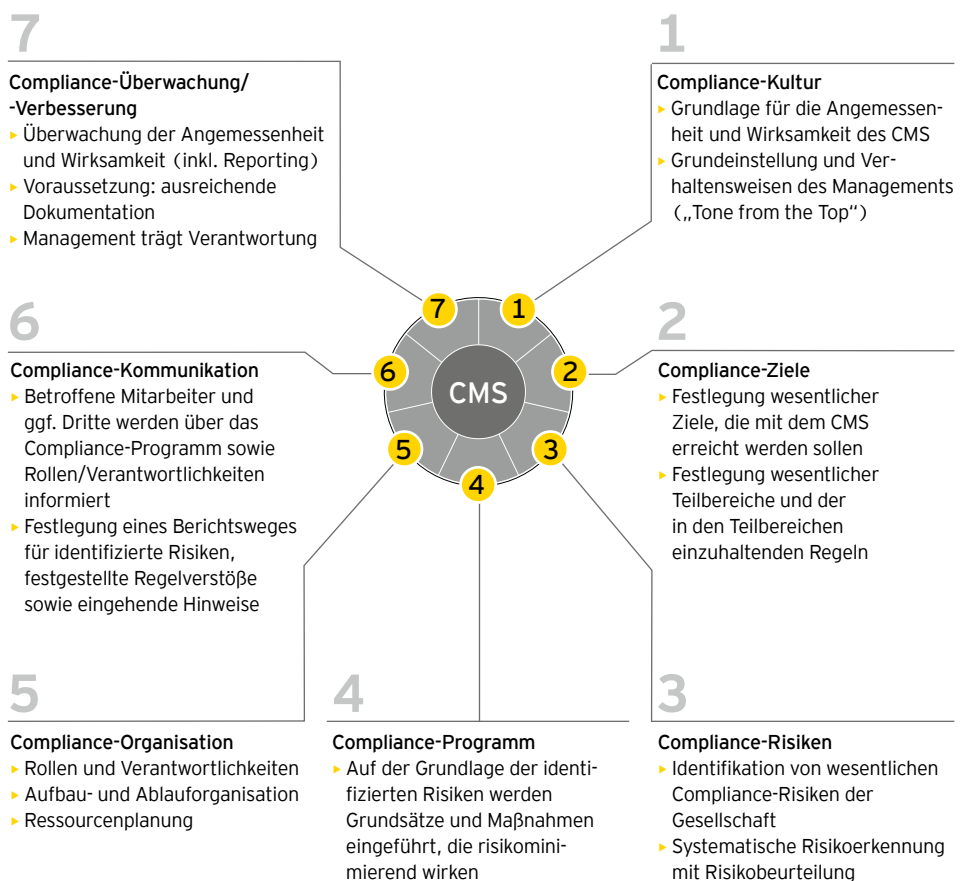 7
Compliance-Überwachung/
-Verbesserung
▸ Überwachung der Angemessenheit
und Wirksamkeit (inkl. Reporting)
▸ Voraussetzung: ausreichende
Dokumentation
▸ Management trägt Verantwortung
1
Compliance-Kultur
▸ Grundlage für die Angemessen-
heit und Wirksamkeit des CMS
▸ Grundeinstellung und Ver-
haltensweisen des Managements
(„Tone from the Top“)
6
Compliance-Kommunikation
▸ Betroffene Mitarbeiter und
ggf. Dritte werden über das
Compliance-Programm sowie
Rollen/Verantwortlichkeiten
informiert
▸ Festlegung eines Berichtsweges
für identifizierte Risiken,
festgestellte Regelverstöße
sowie eingehende Hinweise
7
1
6
CMS
2
5
3
4
2
Compliance-Ziele
▸ Festlegung wesentlicher
Ziele, die mit dem CMS
erreicht werden sollen
▸ Festlegung wesentlicher
Teilbereiche und der
in den Teilbereichen
einzuhaltenden Regeln
5
Compliance-Organisation
▸ Rollen und Verantwortlichkeiten
▸ Aufbau- und Ablauforganisation
▸ Ressourcenplanung
4
Compliance-Programm
▸ Auf der Grundlage der identi-
fizierten Risiken werden
Grundsätze und Maßnahmen
eingeführt, die risikomini-
mierend wirken
3
Compliance-Risiken
▸ Identifikation von wesentlichen
Compliance-Risiken der
Gesellschaft
▸ Systematische Risikoerkennung
mit Risikobeurteilung